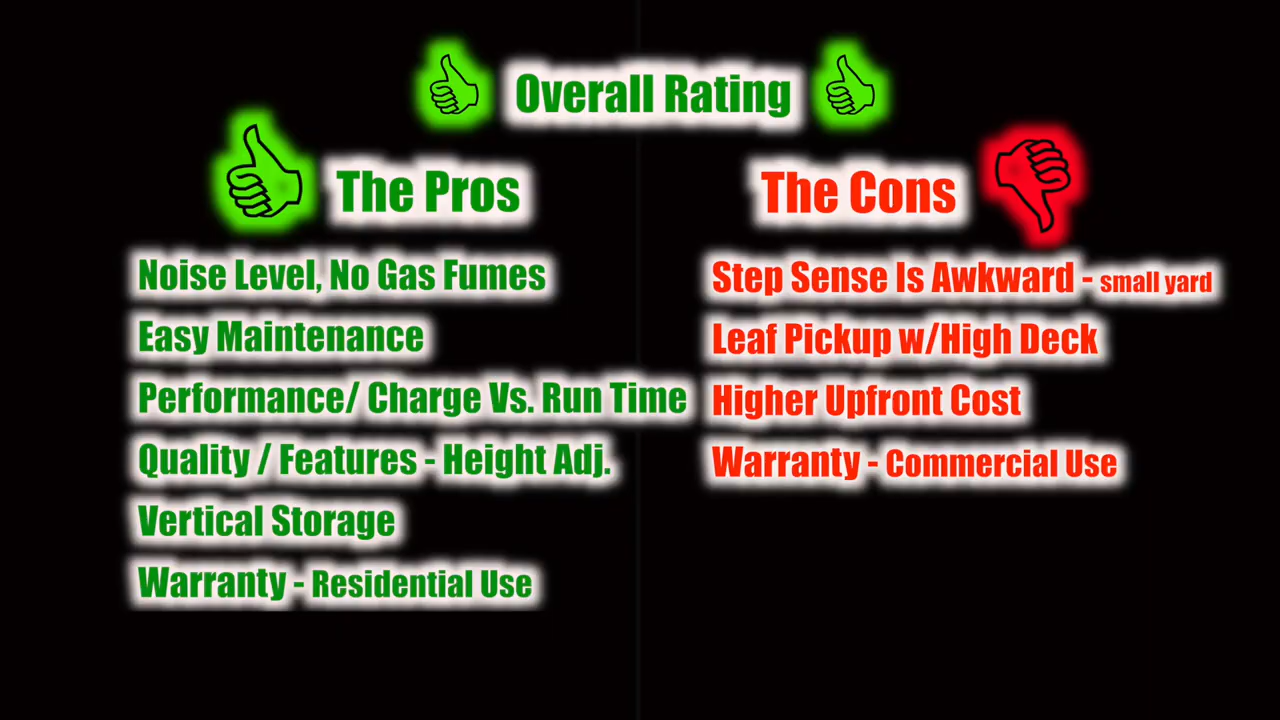 Overall Rating
The Pros
Noise Level, No Gas Fumes
Easy Maintenance
Performance/ Charge Vs. Run Time
Quality / Features - Height Adj.
Vertical Storage
Warranty - Residential Use
The Cons
Step Sense Is Awkward - small yard
Leaf Pickup w/High Deck
Higher Upfront Cost
Warranty - Commercial Use